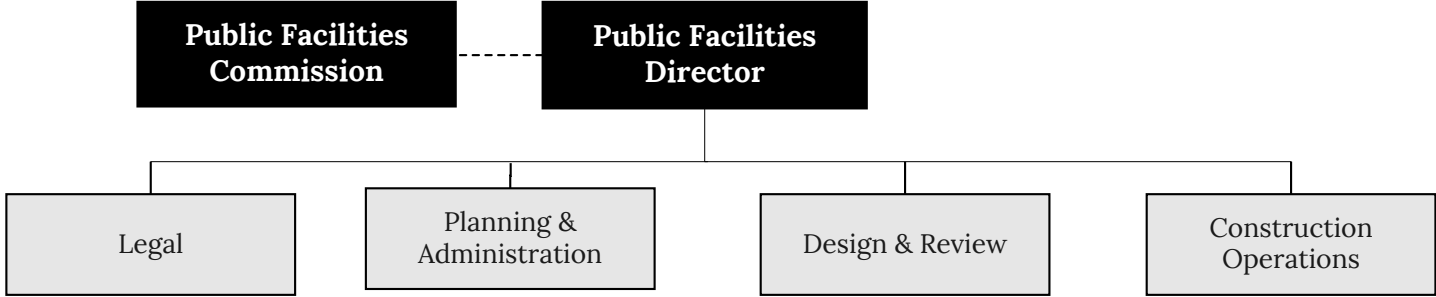 Public Facilities
Commission
Public Facilities
Director
Legal
Planning &
Administration
Design & Review
Construction
Operations